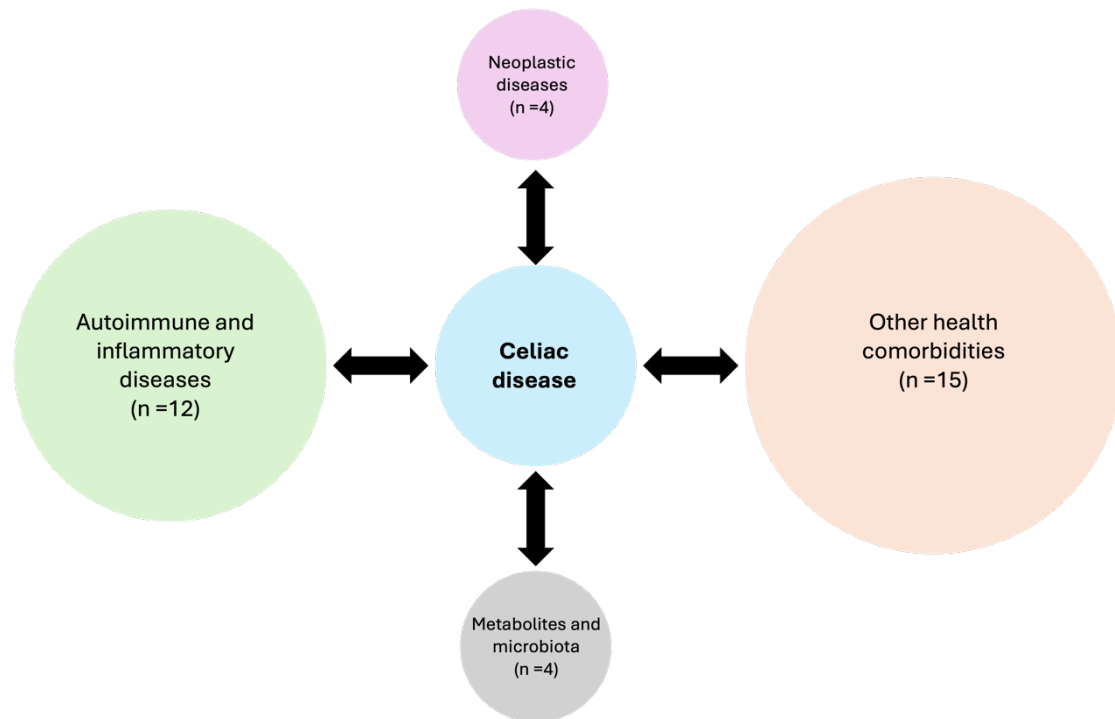 Neoplastic
diseases
(n =4)
Autoimmune and
inflammatory
diseases
(n =12)
Celiac
disease
Other health
comorbidities
(n =15)
Metabolites and
microbiota
(n =4)